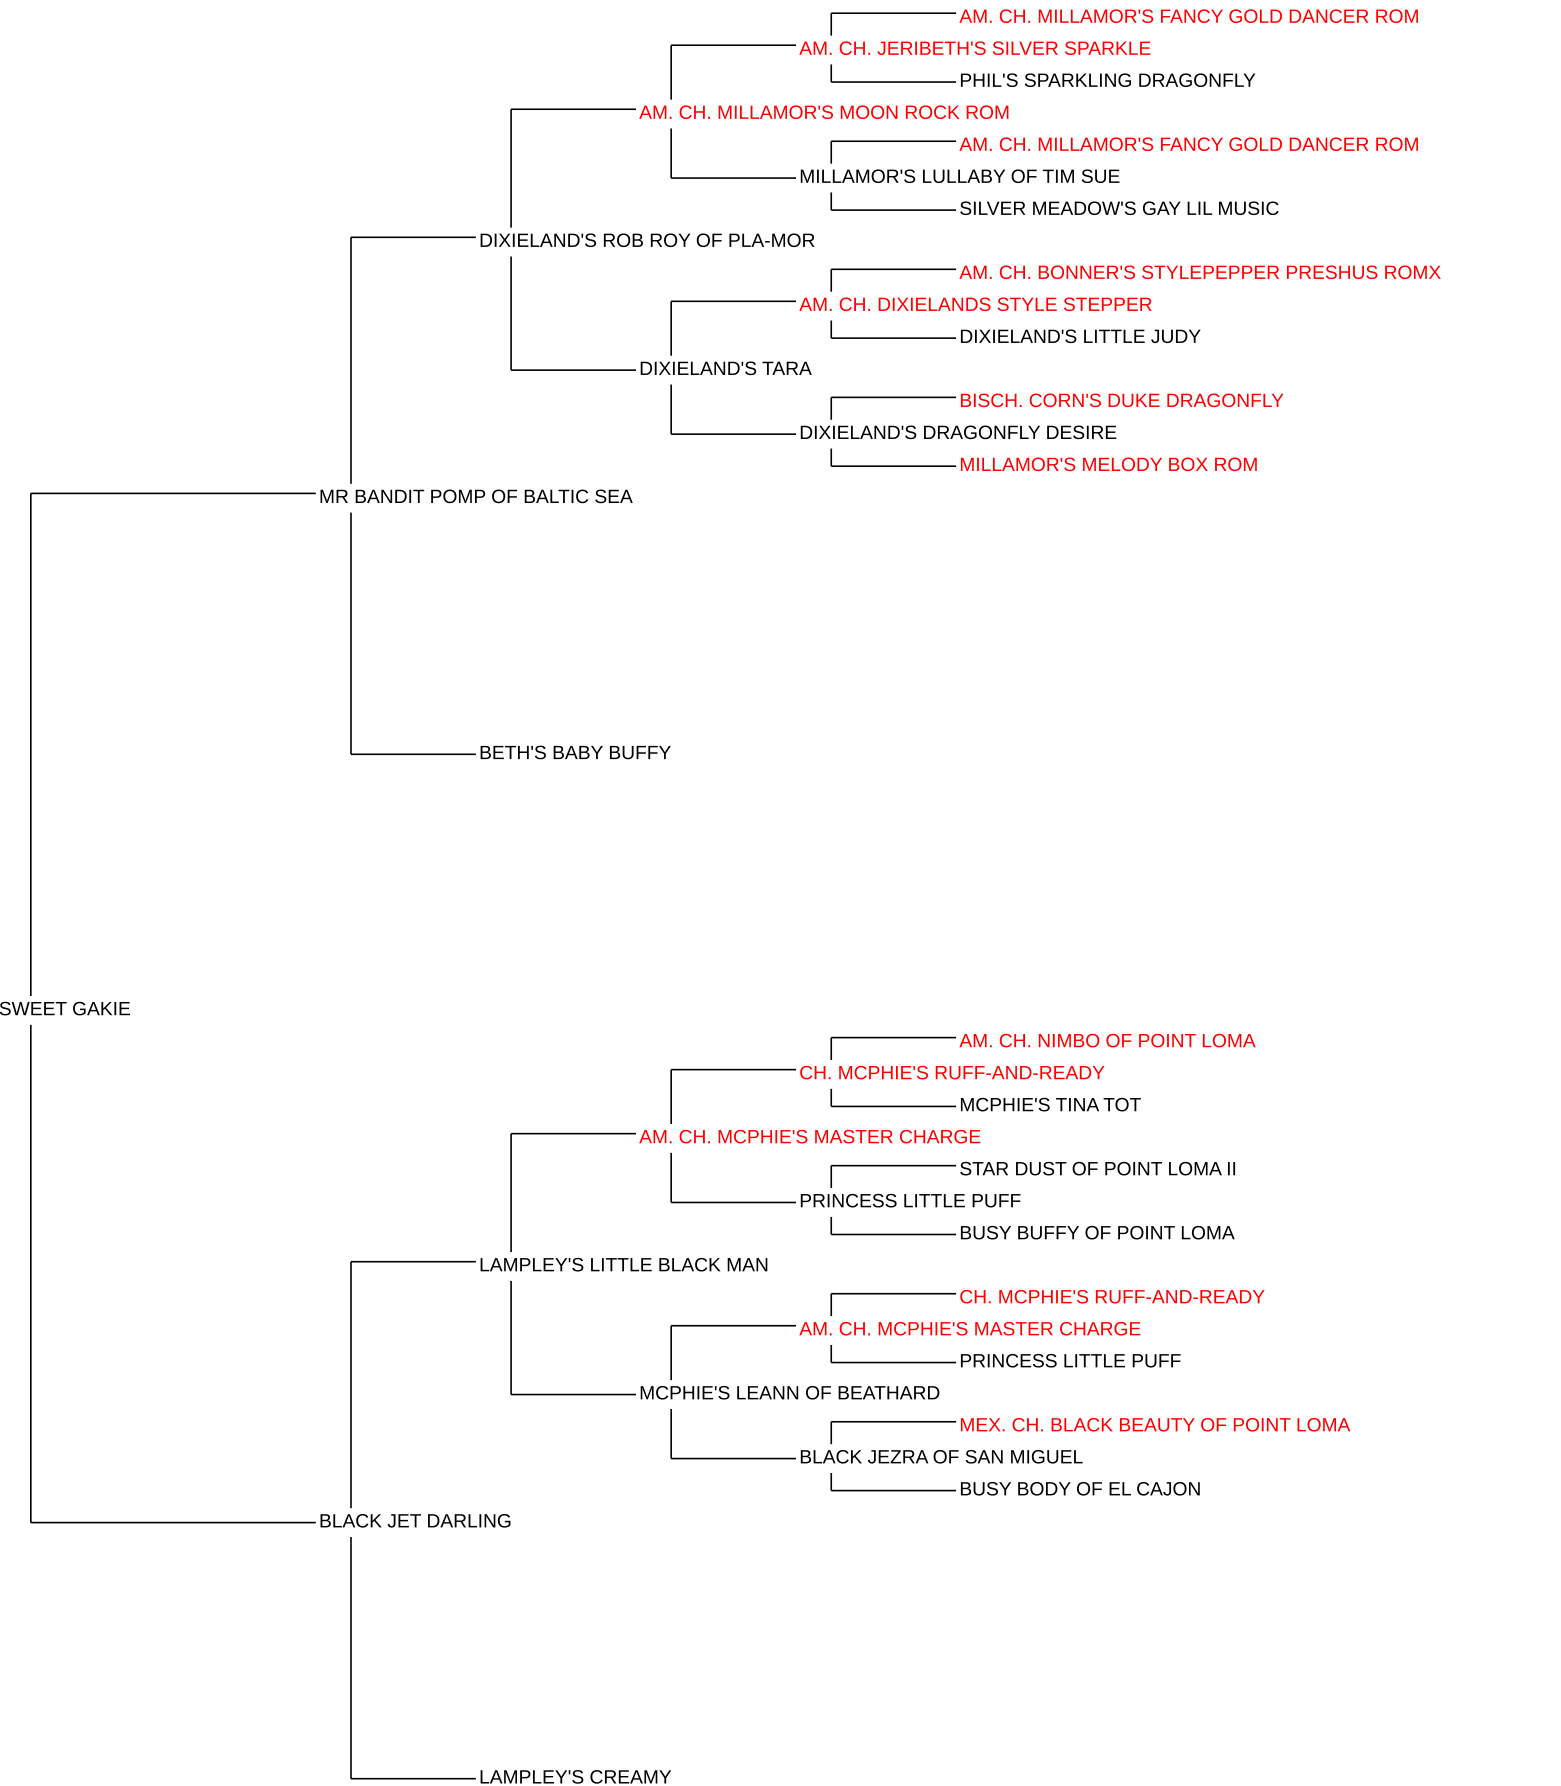 AM. CH. MILLAMOR'S FANCY GOLD DANCER ROM
AM. CH. JERIBETH'S SILVER SPARKLE
PHIL'S SPARKLING DRAGONFLY
AM. CH. MILLAMOR'S MOON ROCK ROM
AM. CH. MILLAMOR'S FANCY GOLD DANCER ROM
MILLAMOR'S LULLABY OF TIM SUE
SILVER MEADOW'S GAY LIL MUSIC
DIXIELAND'S ROB ROY OF PLA-MOR
AM. CH. BONNER'S STYLEPEPPER PRESHUS ROMX
AM. CH. DIXIELANDS STYLE STEPPER
DIXIELAND'S LITTLE JUDY
DIXIELAND'S TARA
BISCH. CORN'S DUKE DRAGONFLY
DIXIELAND'S DRAGONFLY DESIRE
MILLAMOR'S MELODY BOX ROM
MR BANDIT POMP OF BALTIC SEA
BETH'S BABY BUFFY
SWEET GAKIE
AM. CH. NIMBO OF POINT LOMA
CH. MCPHIE'S RUFF-AND-READY
MCPHIE'S TINA TOT
AM. CH. MCPHIE'S MASTER CHARGE
STAR DUST OF POINT LOMA II
PRINCESS LITTLE PUFF
BUSY BUFFY OF POINT LOMA
LAMPLEY'S LITTLE BLACK MAN
CH. MCPHIE'S RUFF-AND-READY
AM. CH. MCPHIE'S MASTER CHARGE
PRINCESS LITTLE PUFF
MCPHIE'S LEANN OF BEATHARD
MEX. CH. BLACK BEAUTY OF POINT LOMA
BLACK JEZRA OF SAN MIGUEL
BUSY BODY OF EL CAJON
BLACK JET DARLING
LAMPLEY'S CREAMY